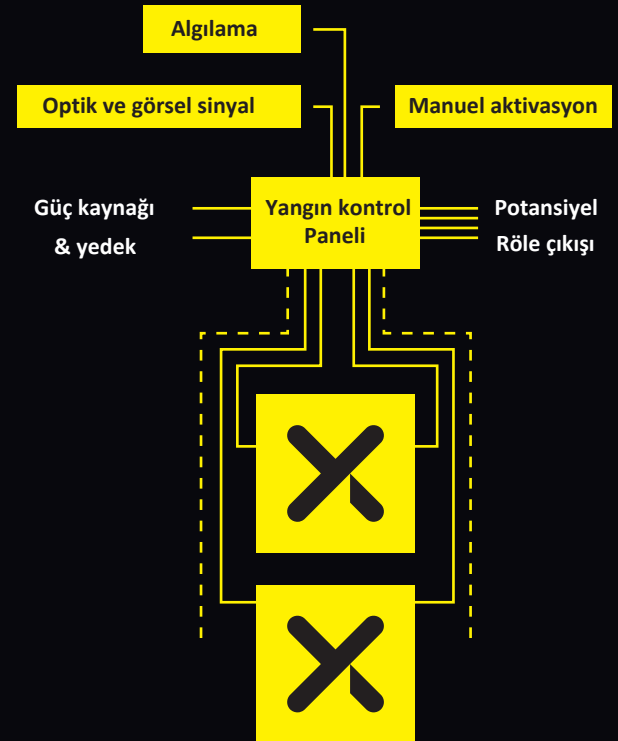 Algılama
Optik ve görsel sinyal
Manuel aktivasyon
Güç kaynağı
& yedek
Yangın kontrol
Paneli
Potansiyel
Röle çıkışı